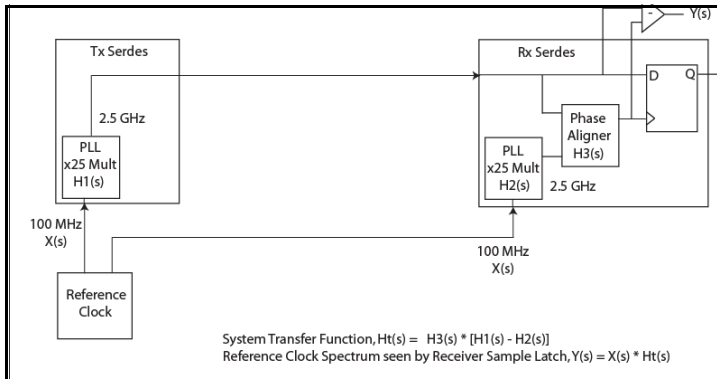 Y(s)
Tx Serdes
Rx Serdes
D
Q
2.5 GHz
Phase
Aligner
H3(s)
PLL
x25 Mult
H1(s)
PLL
x25 Mult
H2(s)
2.5 GHz
100 MHz
X(s)
100 MHz
X(s)
Reference
Clock
System Transfer Function, Ht(s) = H3(s) * [H1(s) - H2(s)]
Reference Clock Spectrum seen by Receiver Sample Latch, Y(s) = X(s) * Ht(s)